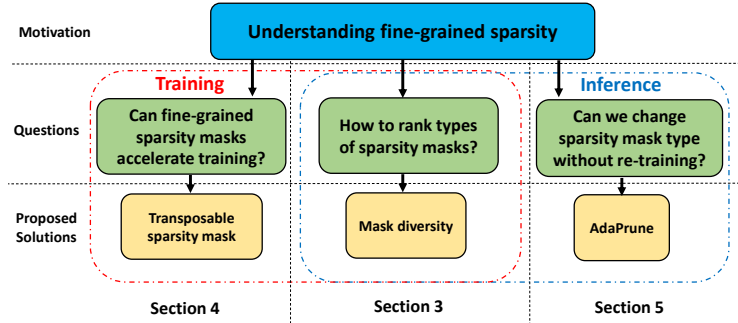 Motivation
Understanding fine-grained sparsity
Training
Inference
Questions
Can fine-grained
sparsity masks
accelerate training?
How to rank types
of sparsity masks?
Can we change
sparsity mask type
without re-training?
Proposed
Solutions
Transposable
sparsity mask
Mask diversity
AdaPrune
Section 4
Section 3
Section 5